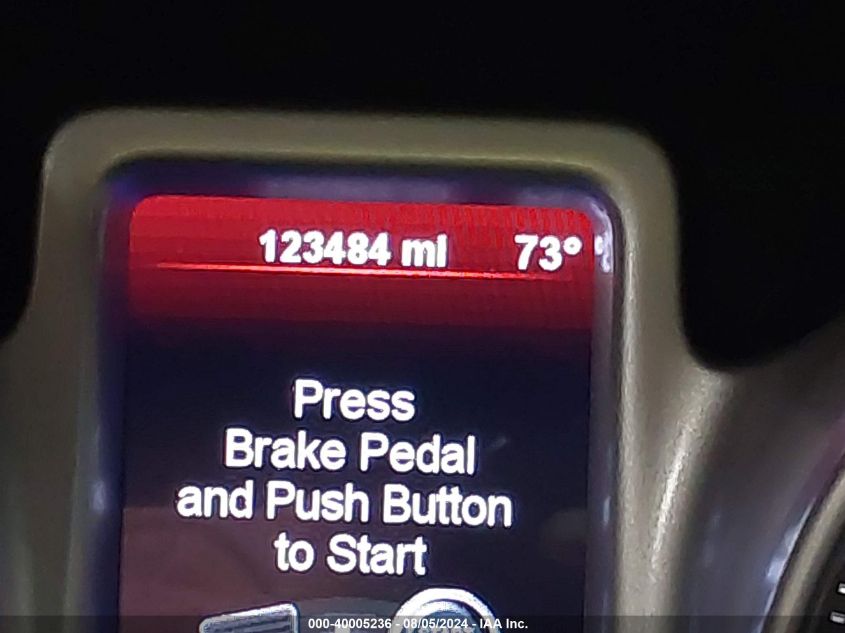 123484 mi 73°
Press
Brake Pedal
and Push Button
to Start
000-40005236 - 08/05/2024 - IAA Inc.